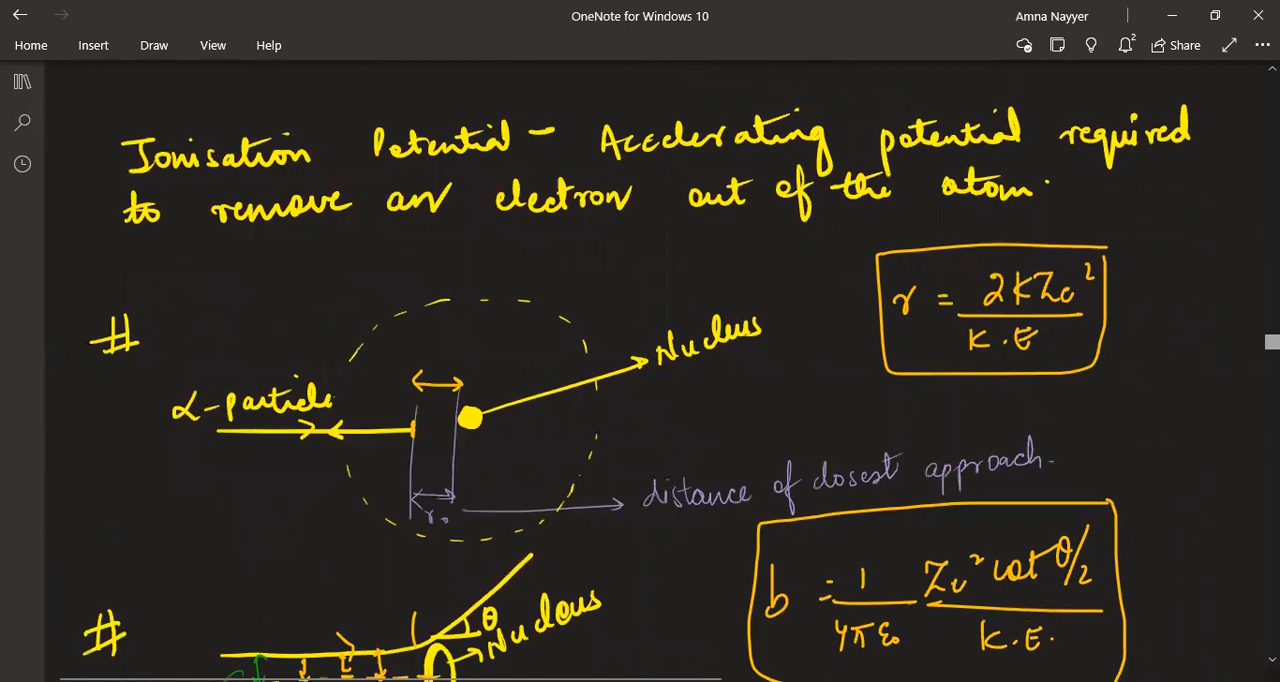 OneNote for Windows 10
Amna Nayyer
Home Insert Draw View Help
2
Share
Ionisation Potential - Accelerating potential required
to remove an electron out of the atom.
#
α-particle
Nucleus
r = 2KZe²/K.E
r₀
distance of closest approach.
b = 1/4πε₀ Ze² cot θ/2 / K.E.
#
θ
Nucleus